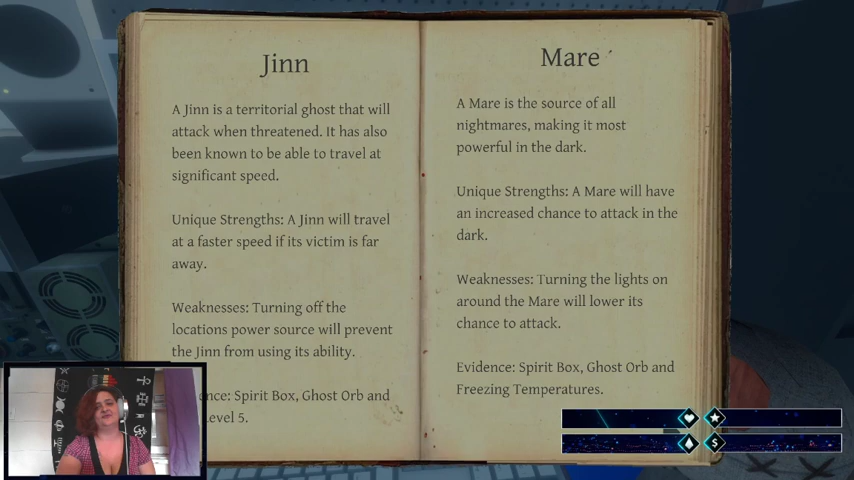 Jinn
A Jinn is a territorial ghost that will
attack when threatened. It has also
been known to be able to travel at
significant speed.
Unique Strengths: A Jinn will travel
at a faster speed if its victim is far
away.
Weaknesses: Turning off the
locations power source will prevent
the Jinn from using its ability.
nce: Spirit Box, Ghost Orb and
evel 5.
Mare
A Mare is the source of all
nightmares, making it most
powerful in the dark.
Unique Strengths: A Mare will have
an increased chance to attack in the
dark.
Weaknesses: Turning the lights on
around the Mare will lower its
chance to attack.
Evidence: Spirit Box, Ghost Orb and
Freezing Temperatures.